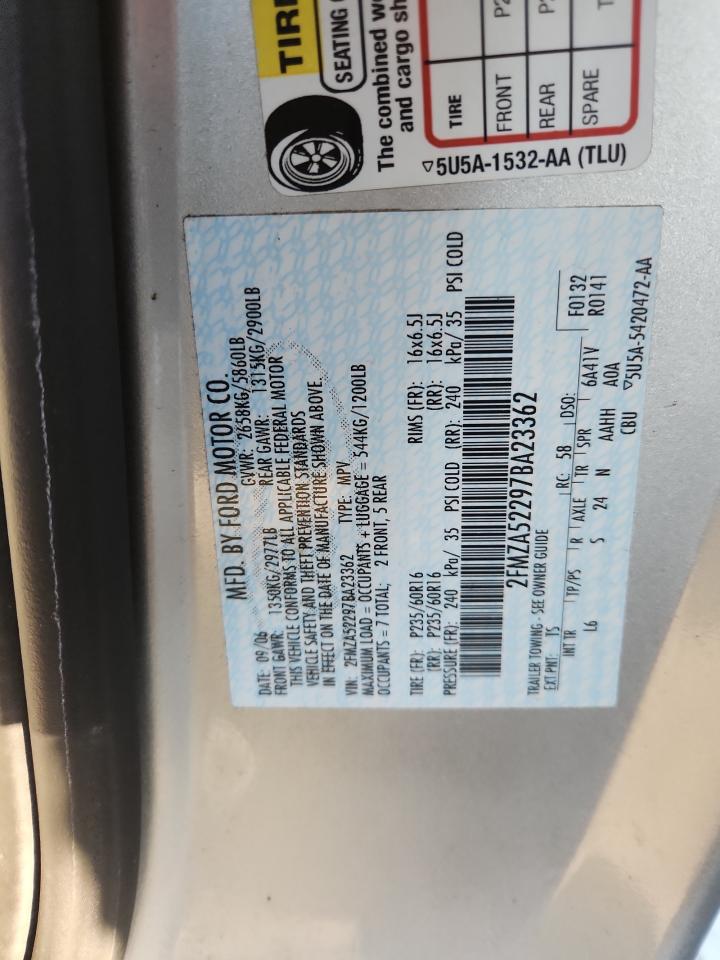 MFD. BY FORD MOTOR CO.
DATE: 09/06 GVWR: 2658KG/5860LB
FRONT GAWR: 1350KG/2977LB REAR GAWR: 1315KG/2900LB
THIS VEHICLE CONFORMS TO ALL APPLICABLE FEDERAL MOTOR
VEHICLE SAFETY AND THEFT PREVENTION STANDARDS
IN EFFECT ON THE DATE OF MANUFACTURE SHOWN ABOVE.
VIN: 2FMZA52297BA23362 TYPE: MPV
MAXIMUM LOAD = OCCUPANTS + LUGGAGE = 544KG/1200LB
OCCUPANTS = 7 TOTAL; 2 FRONT, 5 REAR
TIRE (FR): P235/60R16 RIMS (FR): 16x6.5J
(RR): P235/60R16 (RR): 16x6.5J
PRESSURE (FR): 240 kPa/ 35 PSI COLD (RR): 240 kPa/ 35 PSI COLD
2FMZA52297BA23362
TRAILER TOWING - SEE OWNER GUIDE
EXT PNT: TS RC: 58 DSO: F0132
INT TR TP/PS R AXLE TR SPR 6A41V R0141
L6 S 24 N AAHH A0A
CBU ▽5U5A-5420472-AA
TIRE
SEATING
The combined
and cargo
TIRE
FRONT
REAR
SPARE
▽5U5A-1532-AA (TLU)